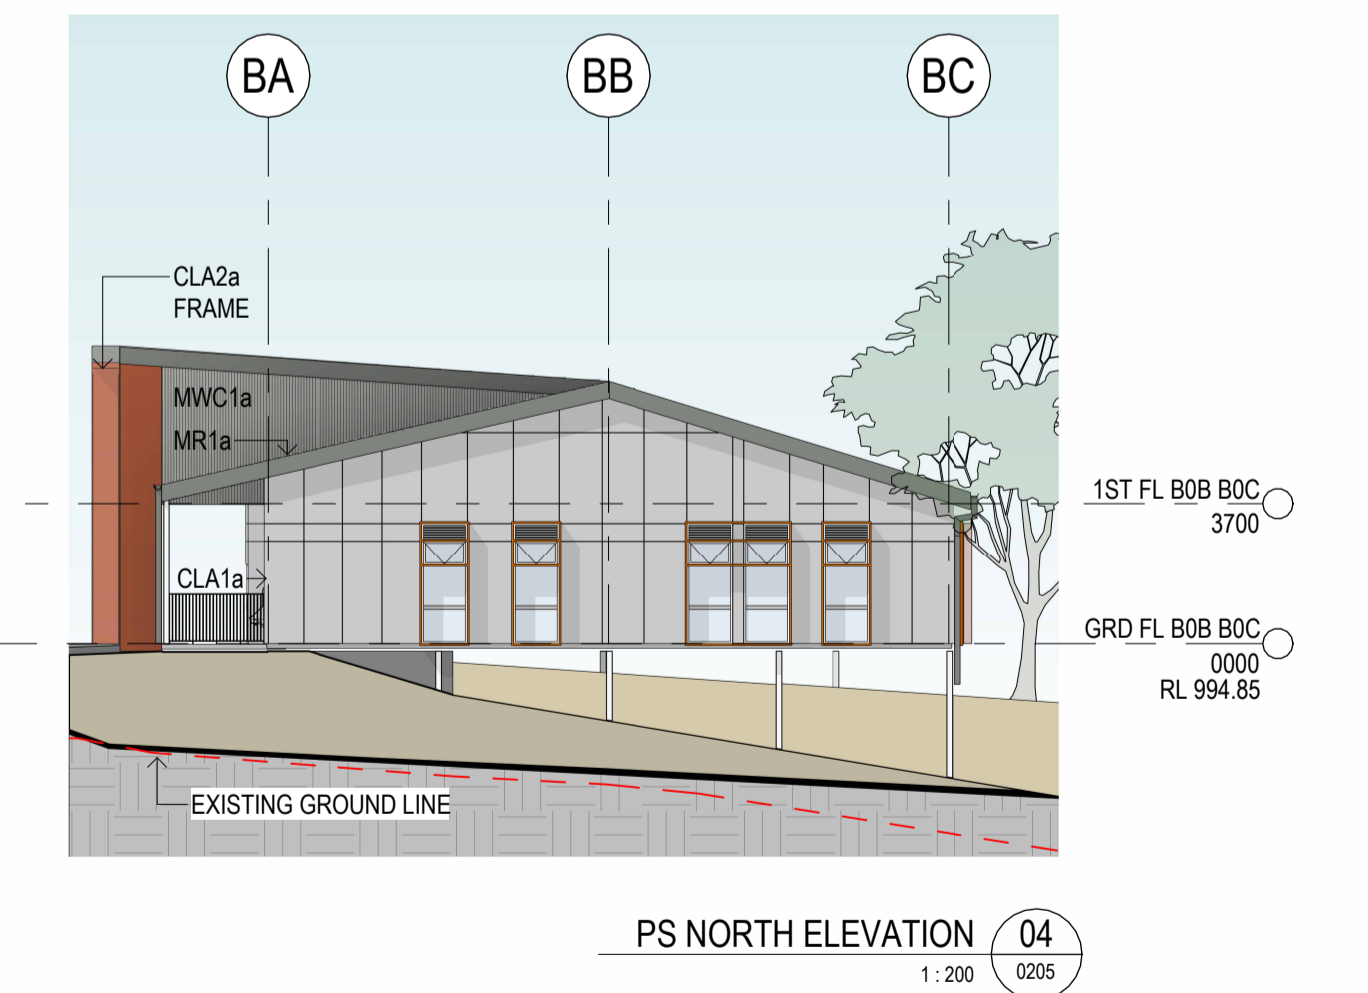 BA
BB
BC
CLA2a
FRAME
MWC1a
MR1a
1ST FL B0B B0C
3700
CLA1a
GRD FL B0B B0C
0000
RL 994.85
EXISTING GROUND LINE
PS NORTH ELEVATION
04
1 : 200
0205